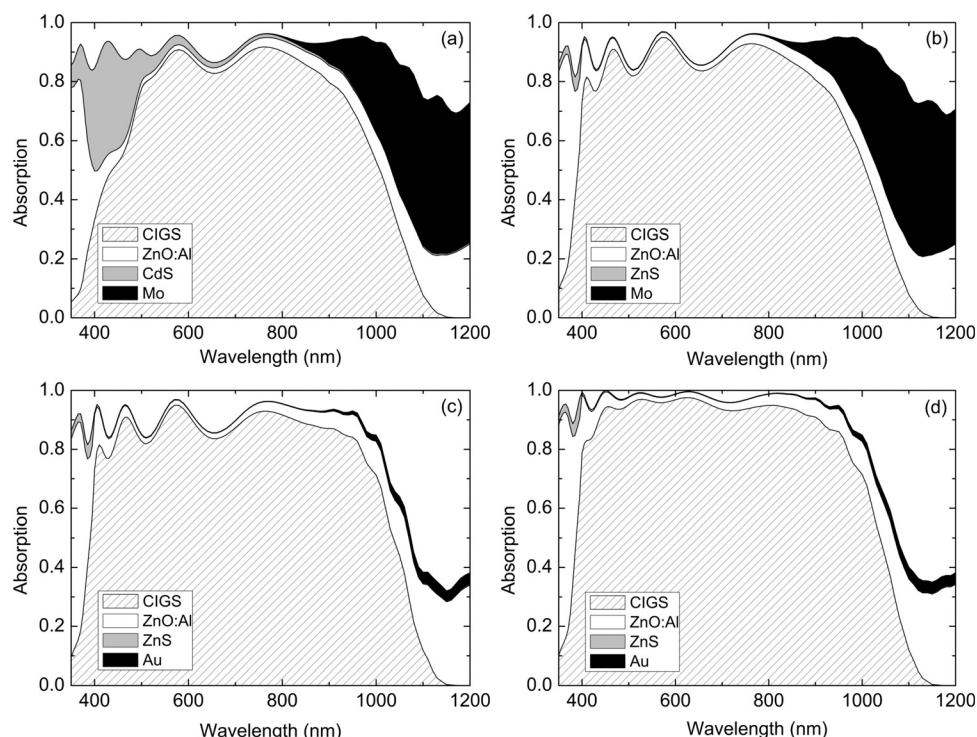 (a)
Absorption
1.0
0.8
0.6
0.4
0.2
0.0
CIGS
ZnO:Al
CdS
Mo
400 600 800 1000 1200
Wavelength (nm)
(b)
Absorption
1.0
0.8
0.6
0.4
0.2
0.0
CIGS
ZnO:Al
ZnS
Mo
400 600 800 1000 1200
Wavelength (nm)
(c)
Absorption
1.0
0.8
0.6
0.4
0.2
0.0
CIGS
ZnO:Al
ZnS
Au
400 600 800 1000 1200
Wavelength (nm)
(d)
Absorption
1.0
0.8
0.6
0.4
0.2
0.0
CIGS
ZnO:Al
ZnS
Au
400 600 800 1000 1200
Wavelength (nm)